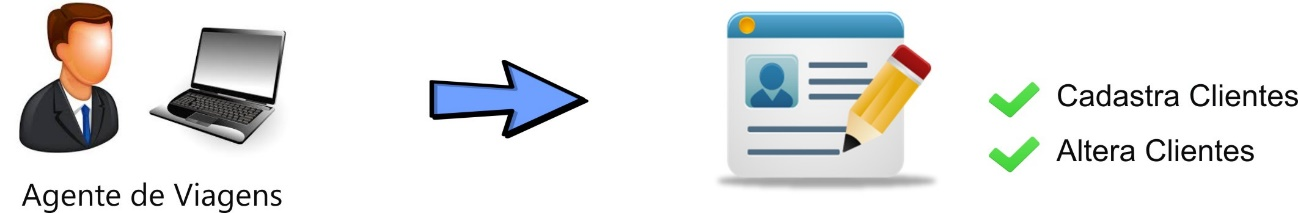 Cadastra Clientes
Altera Clientes
Agente de Viagens